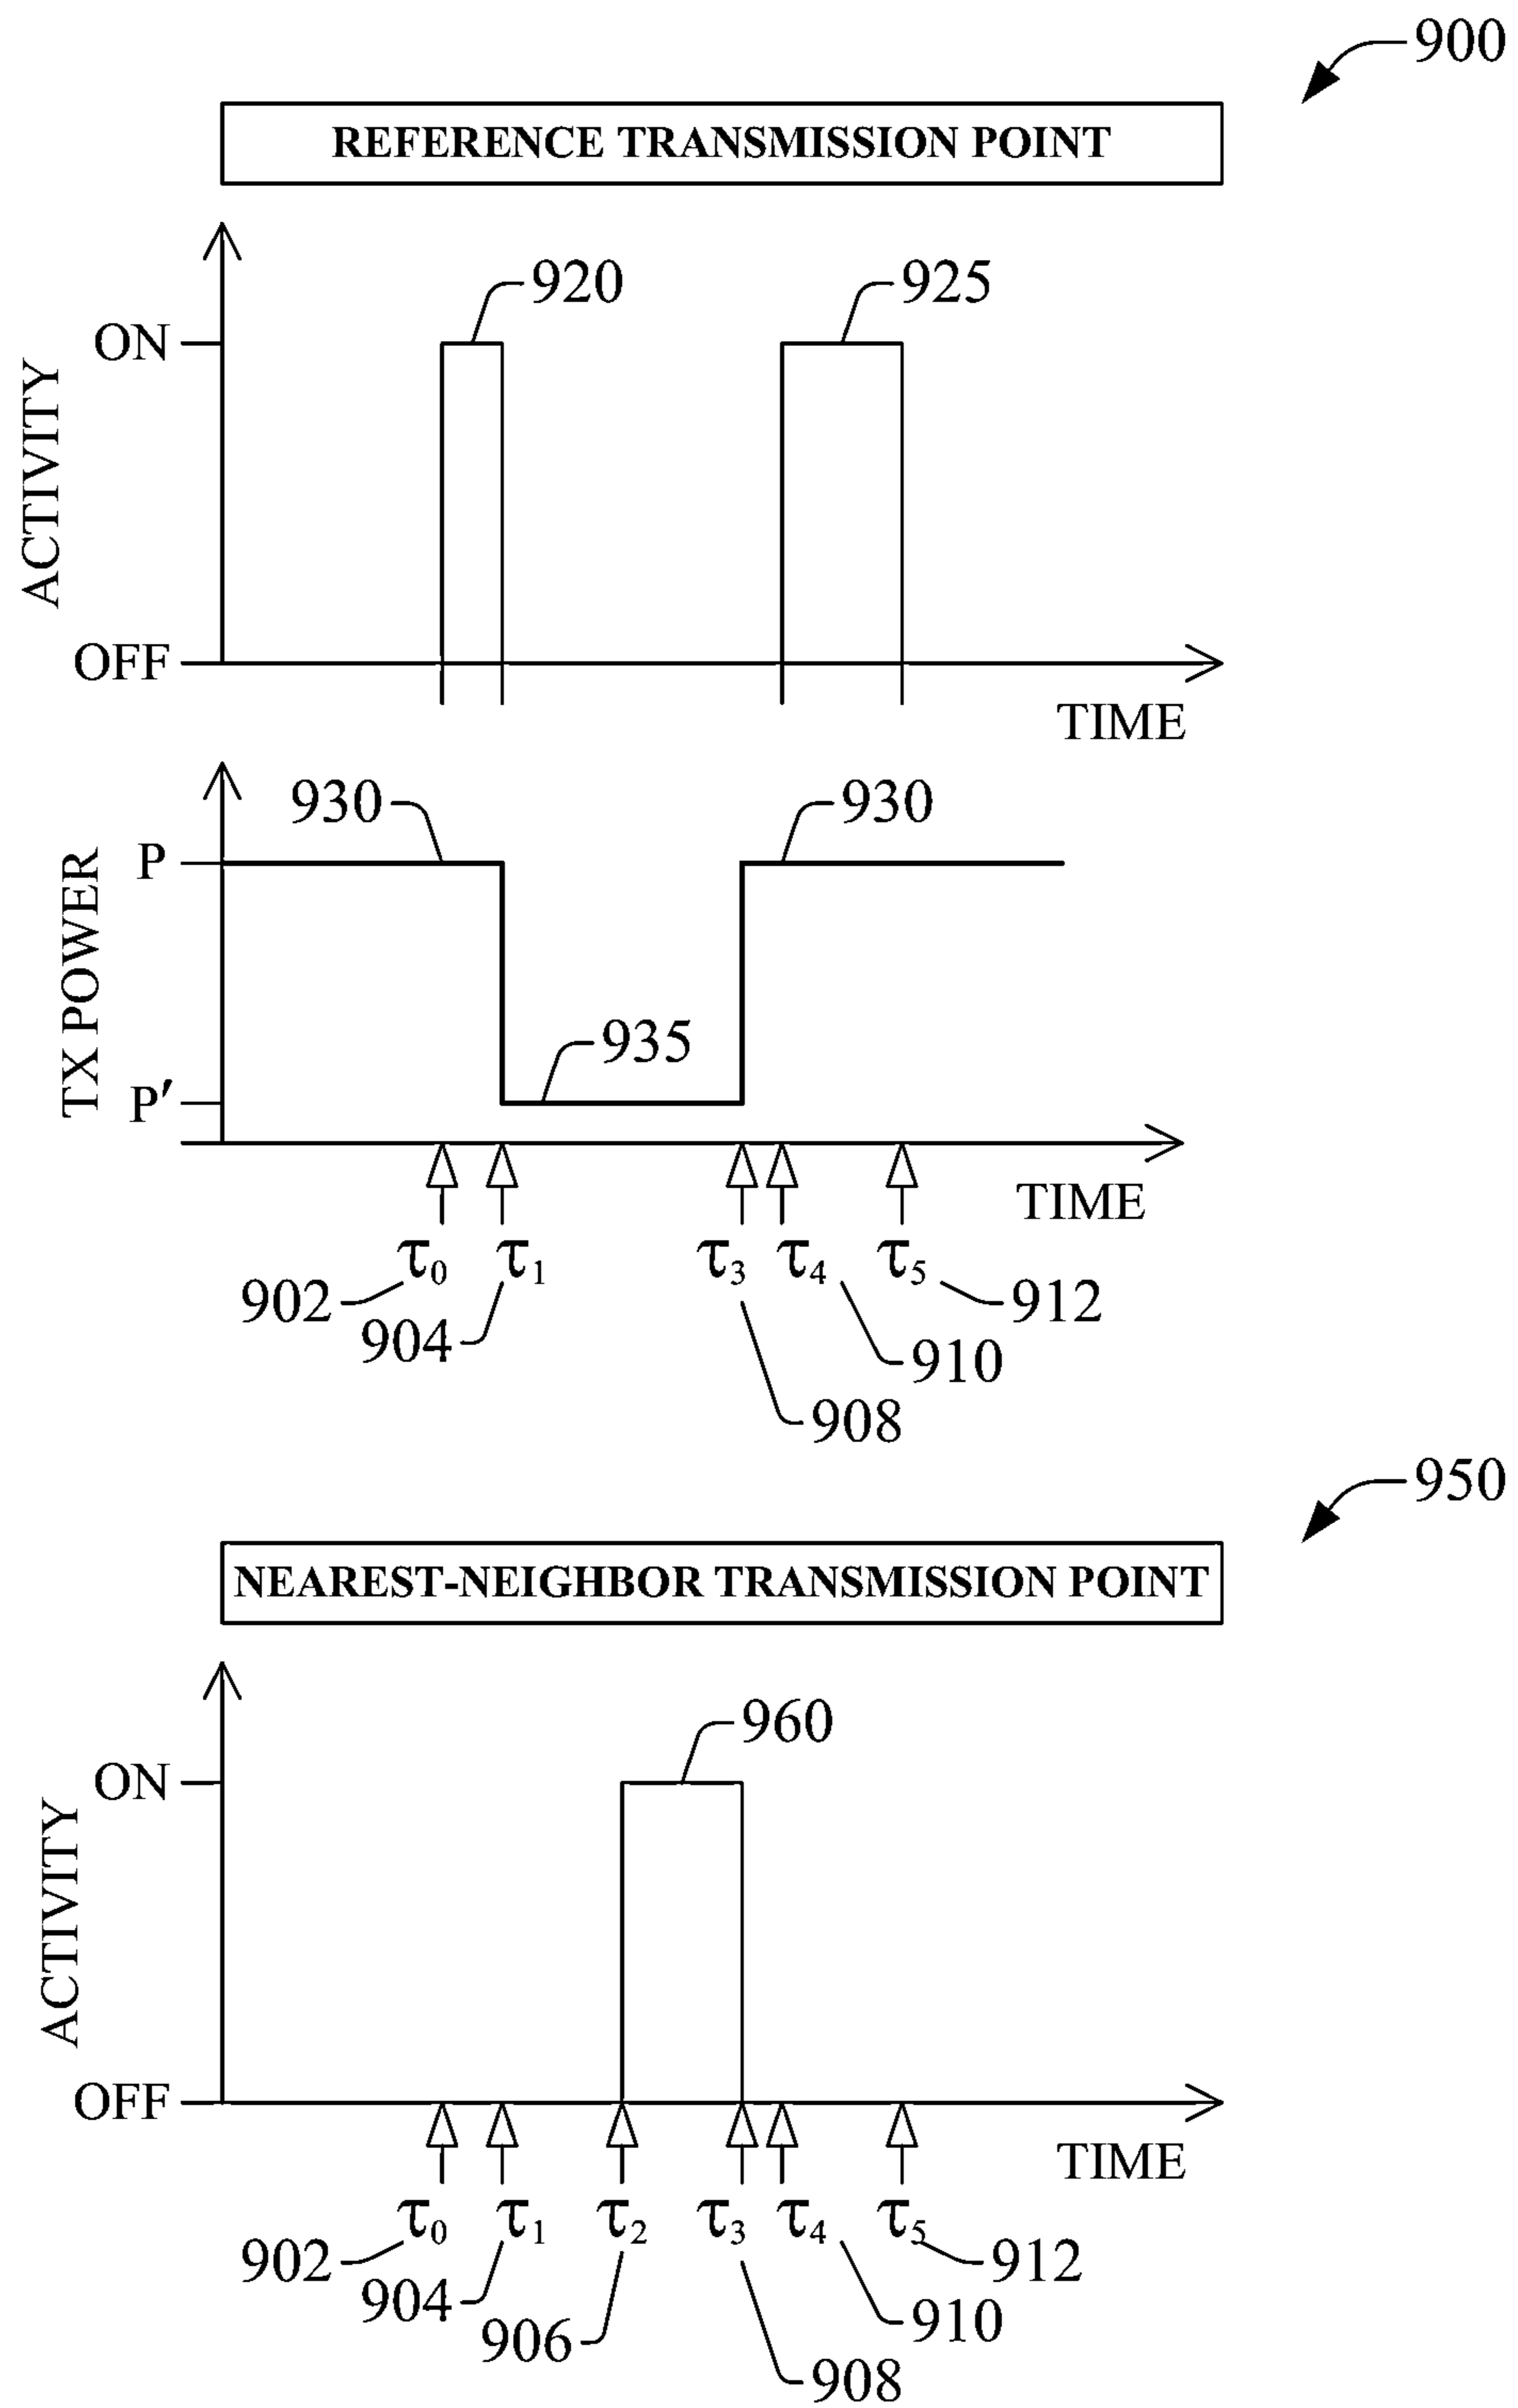 900
REFERENCE TRANSMISSION POINT
920
925
ON
ACTIVITY
OFF
TIME
930
930
P
TX POWER
935
P′
TIME
τ0 τ1 τ3 τ4 τ5
902
912
904
910
908
950
NEAREST-NEIGHBOR TRANSMISSION POINT
960
ON
ACTIVITY
OFF
TIME
τ0 τ1 τ2 τ3 τ4 τ5
902
912
904
910
906
908